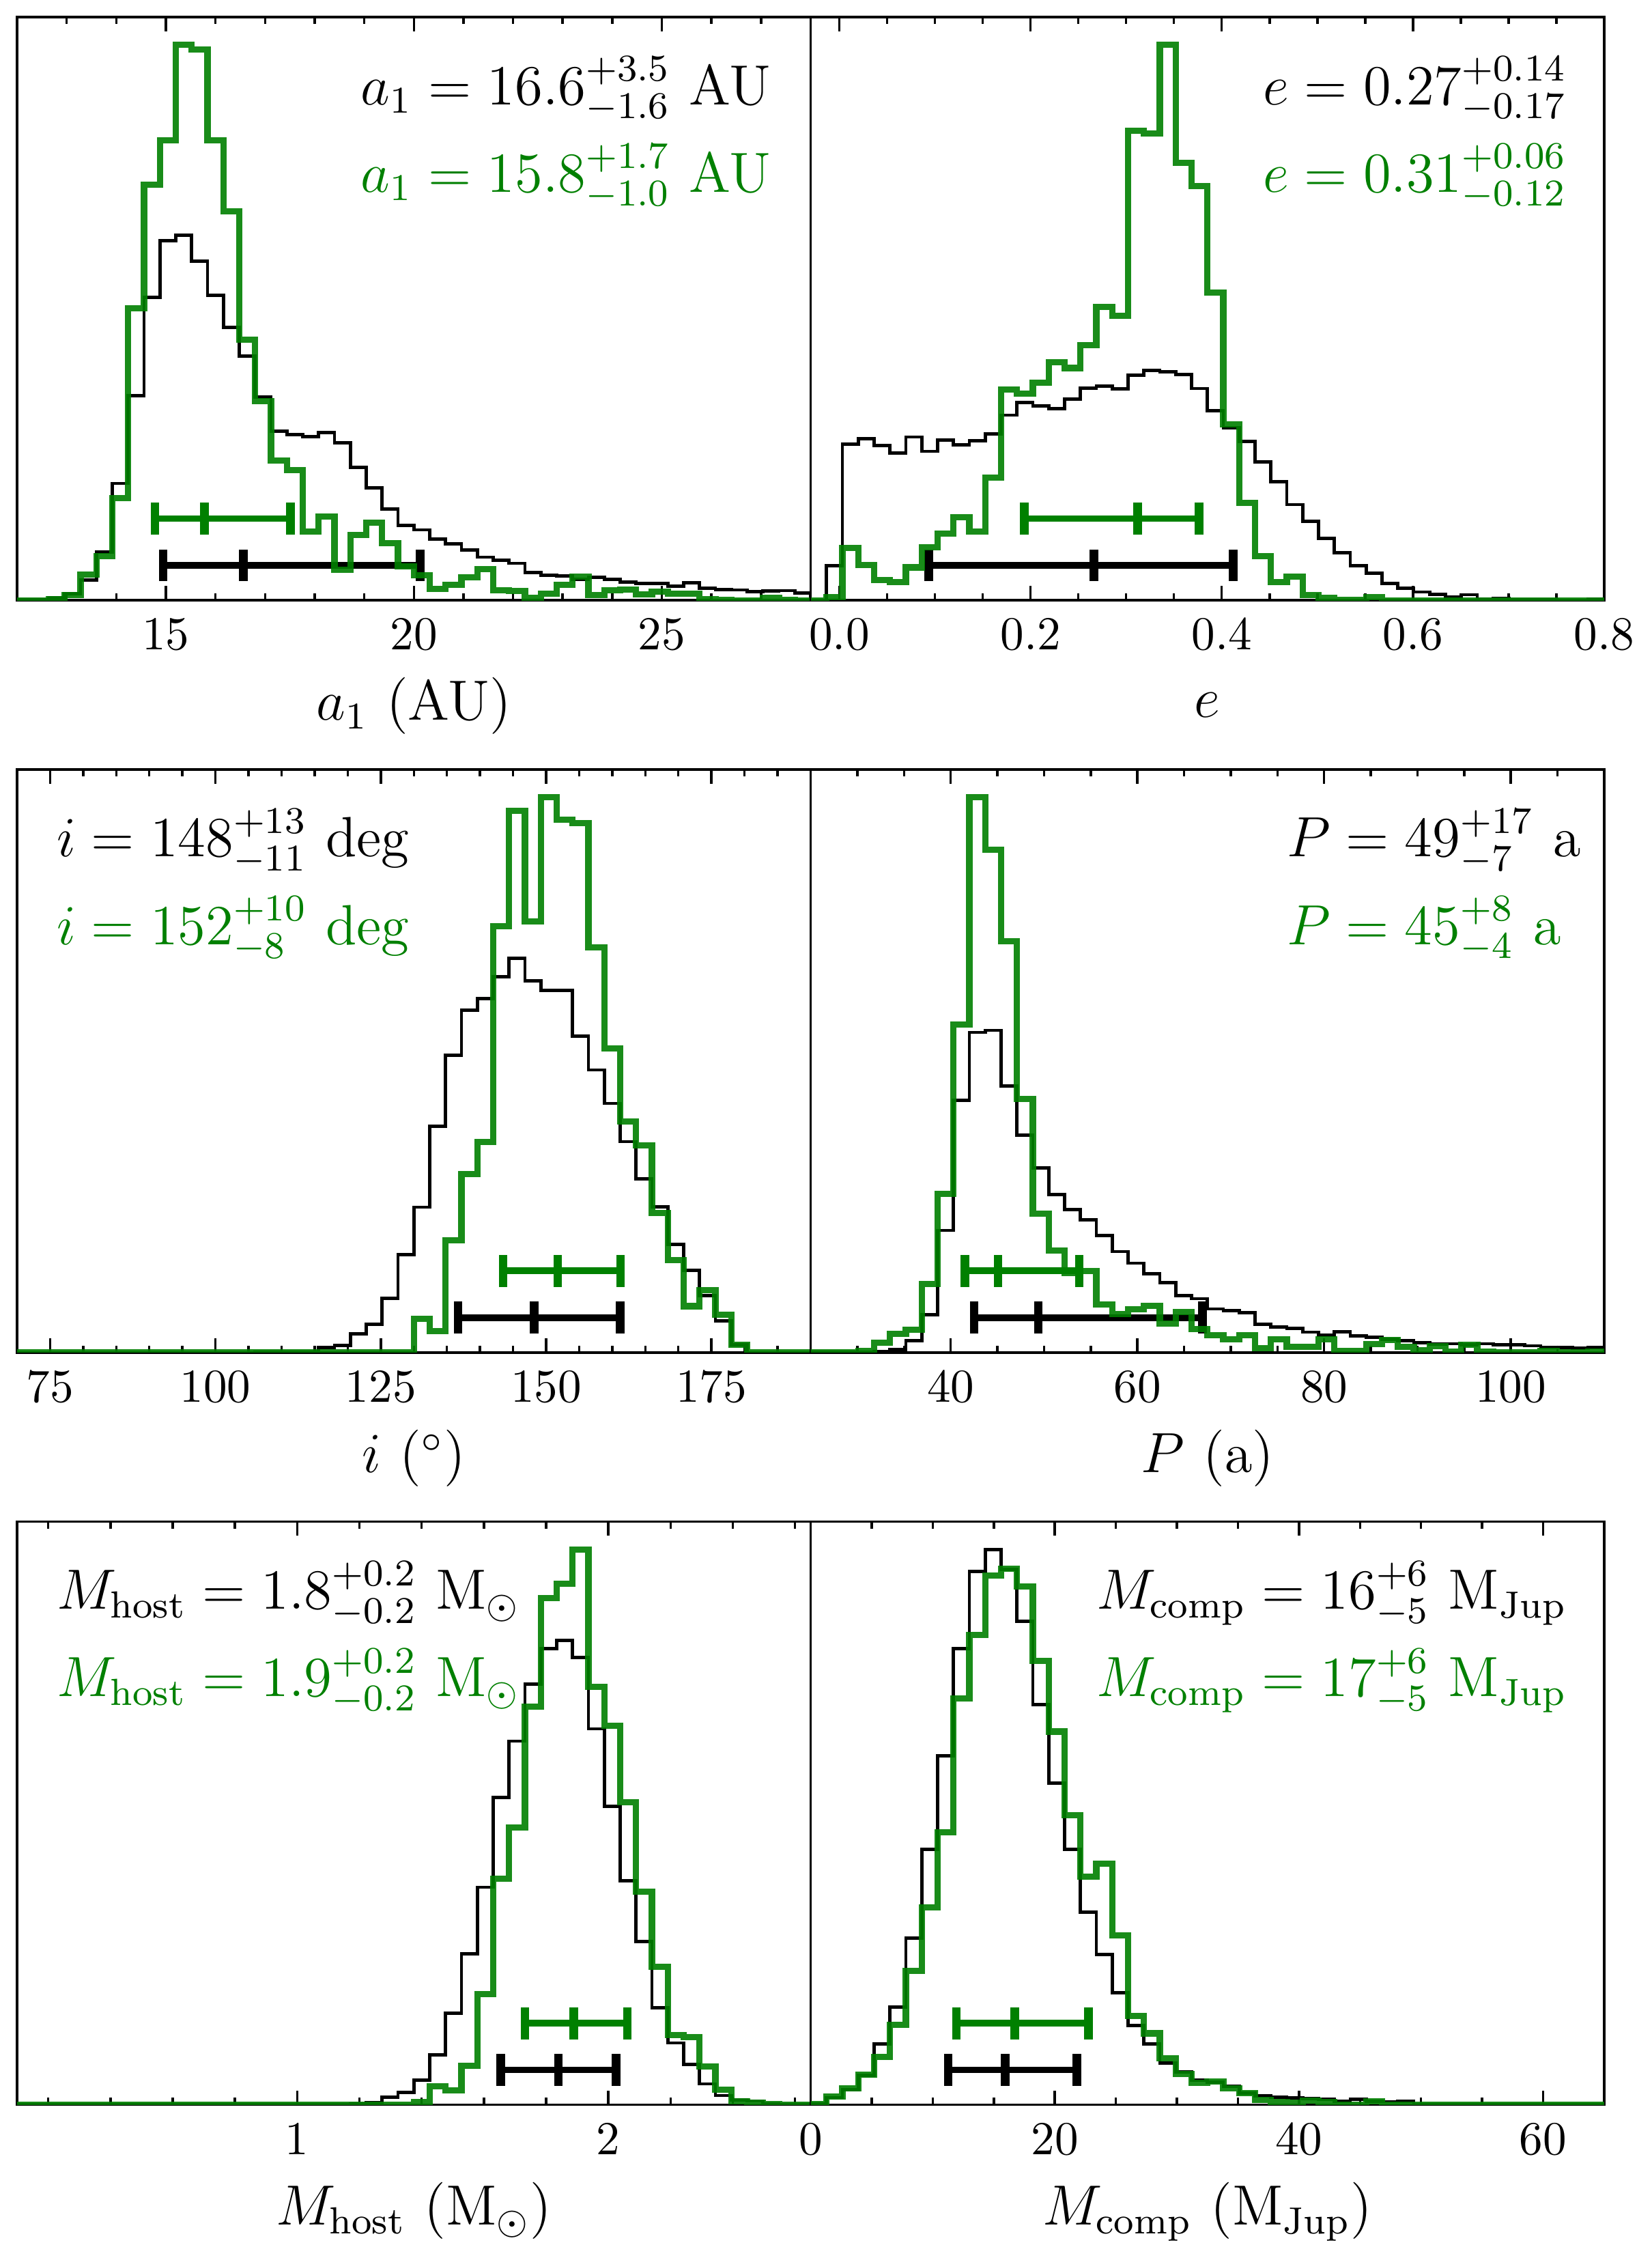 a₁ = 16.6 +3.5 −1.6 AU
a₁ = 15.8 +1.7 −1.0 AU
e = 0.27 +0.14 −0.17
e = 0.31 +0.06 −0.12
15 20 25 0.0 0.2 0.4 0.6 0.8
a₁ (AU) e
i = 148 +13 −11 deg
i = 152 +10 −8 deg
P = 49 +17 −7 a
P = 45 +8 −4 a
75 100 125 150 175 40 60 80 100
i (°) P (a)
M_host = 1.8 +0.2 −0.2 M⊙
M_host = 1.9 +0.2 −0.2 M⊙
M_comp = 16 +6 −5 M_Jup
M_comp = 17 +6 −5 M_Jup
1 2 0 20 40 60
M_host (M⊙) M_comp (M_Jup)